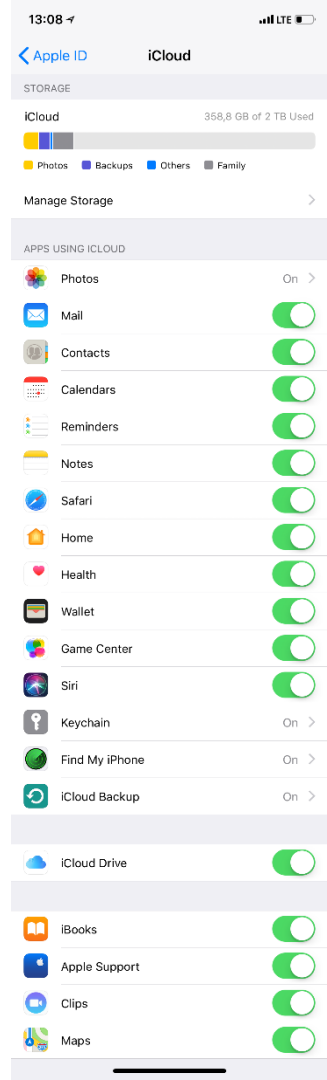 13:08 LTE
Apple ID iCloud
STORAGE
iCloud 358,8 GB of 2 TB Used
Photos Backups Others Family
Manage Storage
APPS USING ICLOUD
Photos On
Mail
Contacts
Calendars
Reminders
Notes
Safari
Home
Health
Wallet
Game Center
Siri
Keychain On
Find My iPhone On
iCloud Backup On
iCloud Drive
iBooks
Apple Support
Clips
Maps